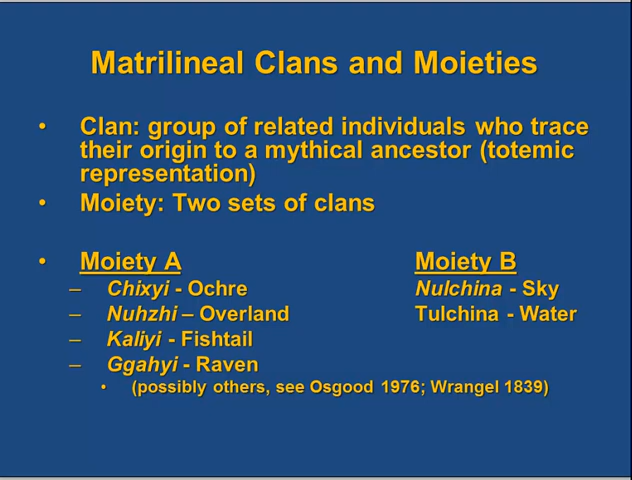 Matrilineal Clans and Moieties
• Clan: group of related individuals who trace
their origin to a mythical ancestor (totemic
representation)
• Moiety: Two sets of clans
• Moiety A Moiety B
– Chixyi - Ochre Nulchina - Sky
– Nuhzhi – Overland Tulchina - Water
– Kaliyi - Fishtail
– Ggahyi - Raven
• (possibly others, see Osgood 1976; Wrangel 1839)